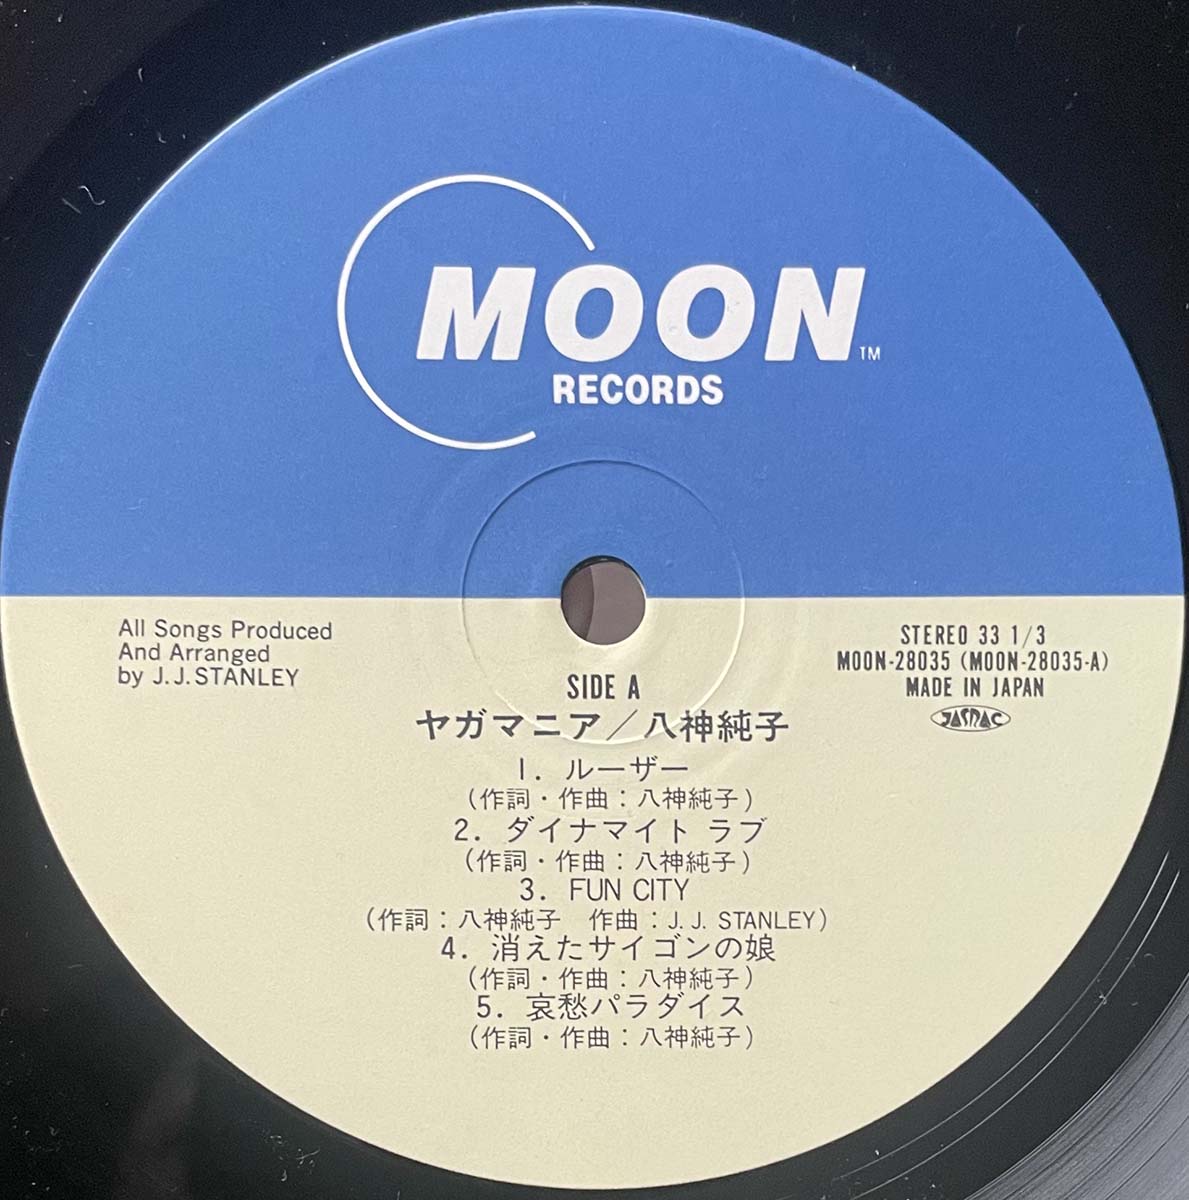 MOON TM
RECORDS
All Songs Produced
And Arranged
by J.J.STANLEY
STEREO 33 1/3
MOON-28035 (MOON-28035-A)
MADE IN JAPAN
JASRAC
SIDE A
ヤガマニア/八神純子
1. ルーザー
(作詞・作曲:八神純子)
2. ダイナマイト ラブ
(作詞・作曲:八神純子)
3. FUN CITY
(作詞:八神純子 作曲:J.J. STANLEY)
4. 消えたサイゴンの娘
(作詞・作曲:八神純子)
5. 哀愁パラダイス
(作詞・作曲:八神純子)